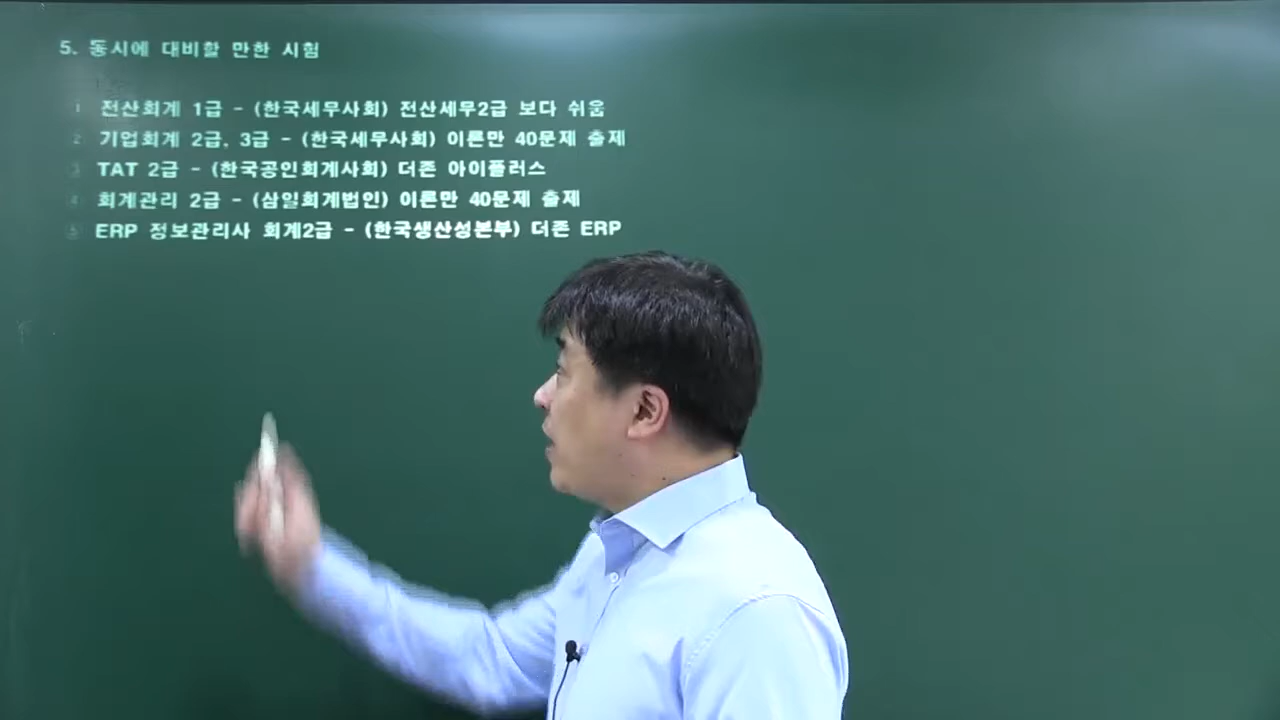 5. 동시에 대비할 만한 시험
1 전산회계 1급 - (한국세무사회) 전산세무2급 보다 쉬움
2 기업회계 2급, 3급 - (한국세무사회) 이론만 40문제 출제
3 TAT 2급 - (한국공인회계사회) 더존 아이플러스
4 회계관리 2급 - (삼일회계법인) 이론만 40문제 출제
5 ERP 정보관리사 회계2급 - (한국생산성본부) 더존 ERP